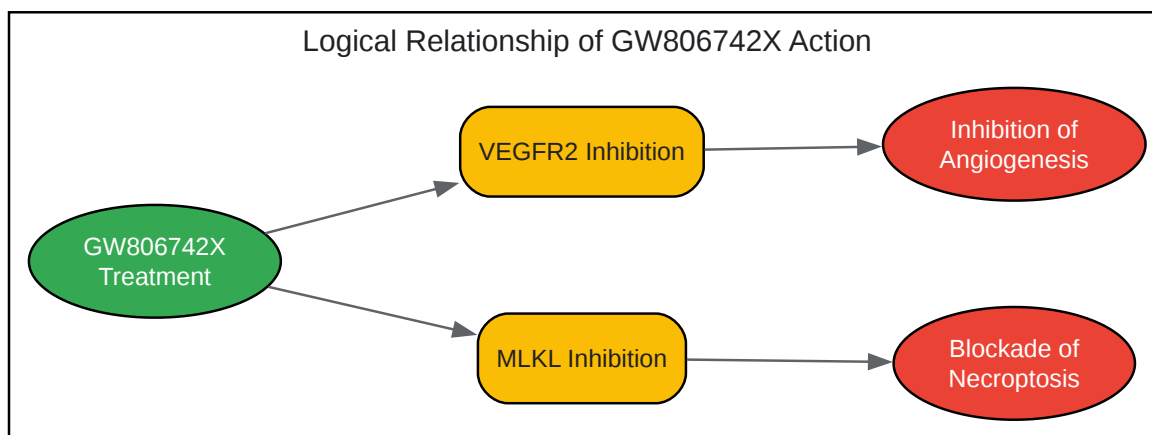 Logical Relationship of GW806742X Action
VEGFR2 Inhibition
Inhibition of
Angiogenesis
GW806742X
Treatment
MLKL Inhibition
Blockade of
Necroptosis